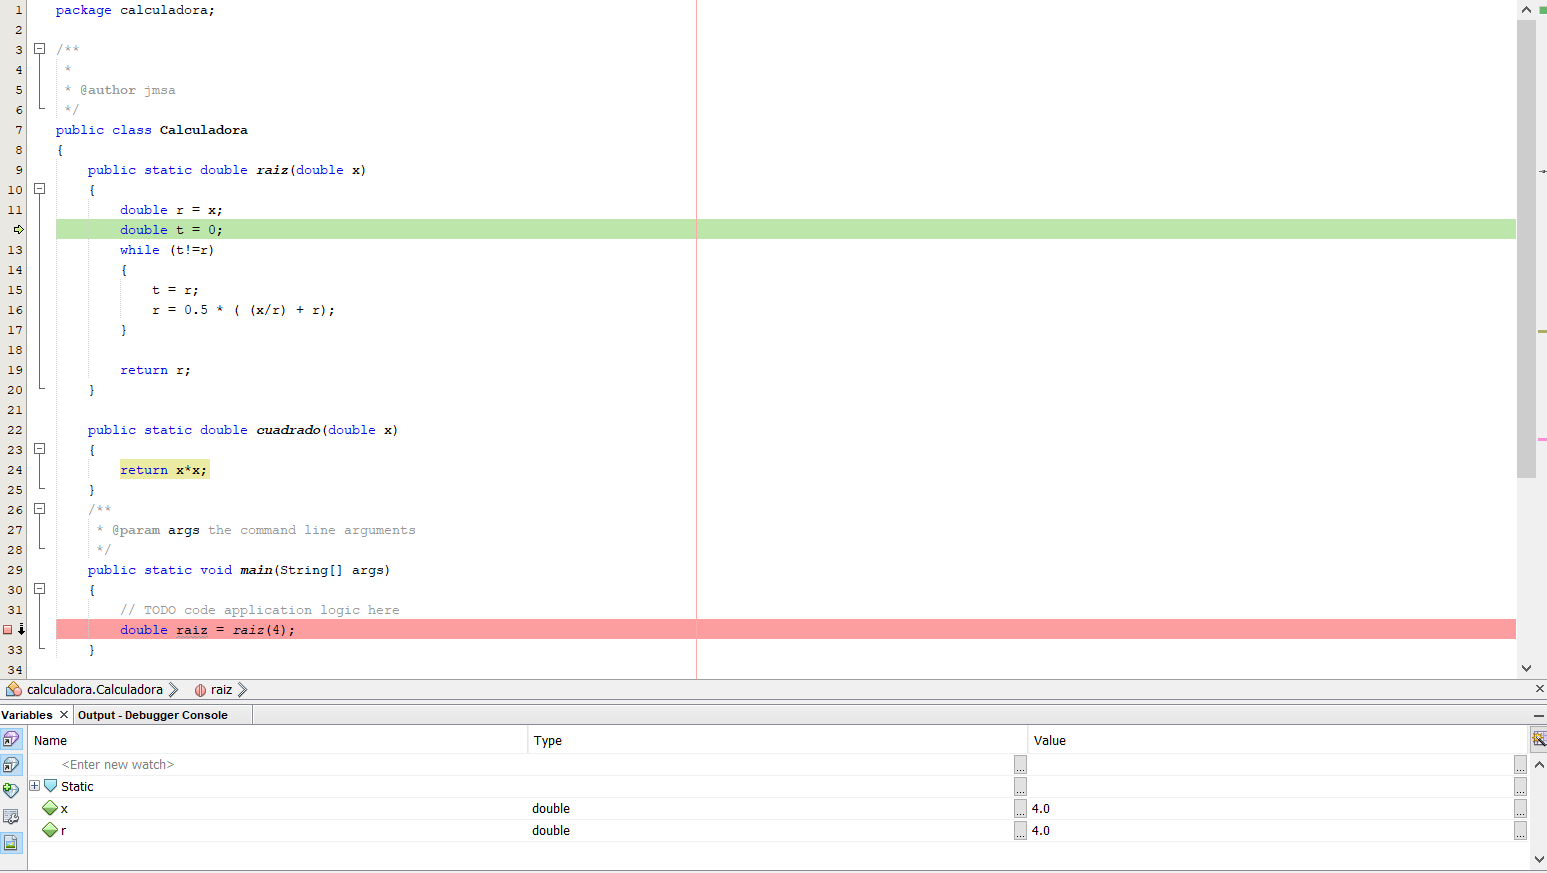 1 package calculadora;
2
3 /**
4 *
5 * @author jmsa
6 */
7 public class Calculadora
8 {
9 public static double raiz(double x)
10 {
11 double r = x;
double t = 0;
13 while (t!=r)
14 {
15 t = r;
16 r = 0.5 * ( (x/r) + r);
17 }
18
19 return r;
20 }
21
22 public static double cuadrado(double x)
23 {
24 return x*x;
25 }
26 /**
27 * @param args the command line arguments
28 */
29 public static void main(String[] args)
30 {
31 // TODO code application logic here
double raiz = raiz(4);
33 }
34
calculadora.Calculadora raiz
Variables Output - Debugger Console
Name Type Value
<Enter new watch> ... ...
Static ... ...
x double ... 4.0 ...
r double ... 4.0 ...